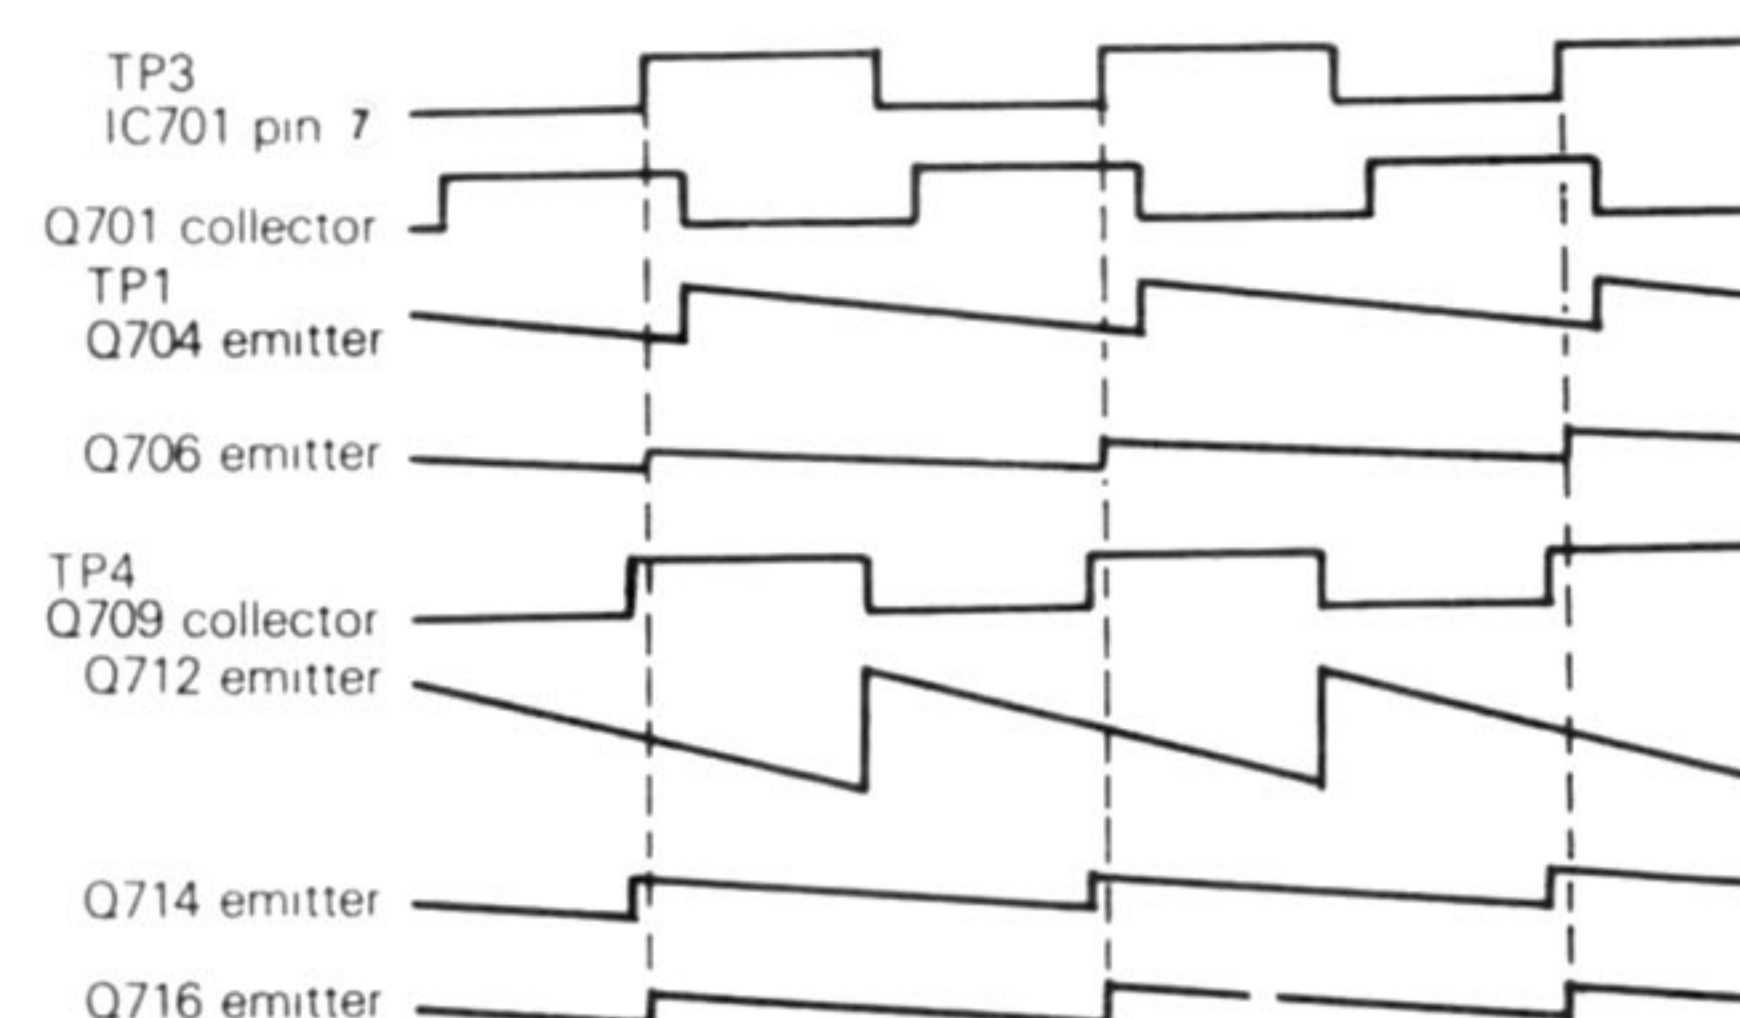 TP3
IC701 pin 7
Q701 collector
TP1
Q704 emitter
Q706 emitter
TP4
Q709 collector
Q712 emitter
Q714 emitter
Q716 emitter